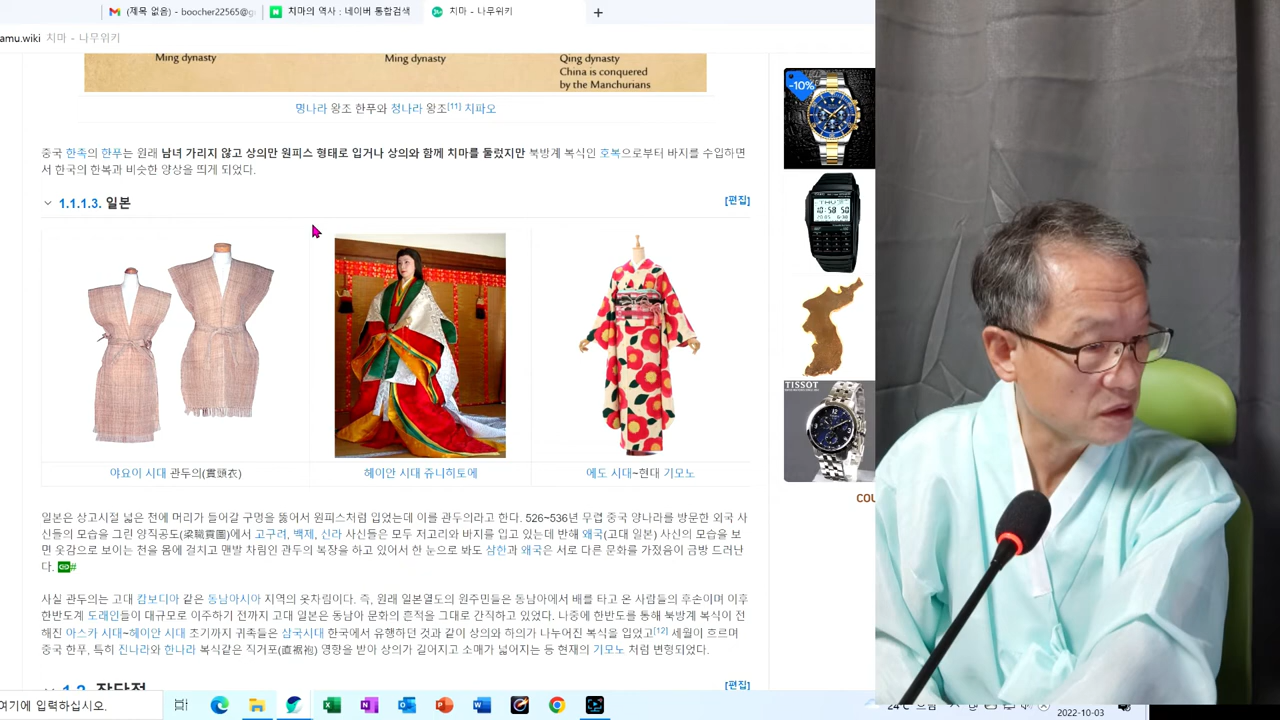 (제목 없음) - boocher22565@g
치마의 역사 : 네이버 통합검색
치마 - 나무위키
amu.wiki 치마 - 나무위키
Ming dynasty
Ming dynasty
Qing dynasty
China is conquered
by the Manchurians
명나라 왕조 한푸와 청나라 왕조[11] 치파오
중국 한족의 한푸는 원래 남녀 가리지 않고 상의만 원피스 형태로 입거나 상의와 함께 치마를 둘렀지만 북방계 복식인 호복으로부터 바지를 수입하면
서 한국의 한복과 비슷한 양상을 띄게 되었다.
1.1.1.3. 일본
[편집]
야요이 시대 관두의(貫頭衣)
헤이안 시대 쥬니히토에
에도 시대~현대 기모노
일본은 상고시절 넓은 천에 머리가 들어갈 구멍을 뚫어서 원피스처럼 입었는데 이를 관두의라고 한다. 526~536년 무렵 중국 양나라를 방문한 외국 사
신들의 모습을 그린 양직공도(梁職貢圖)에서 고구려, 백제, 신라 사신들은 모두 저고리와 바지를 입고 있는데 반해 왜국(고대 일본) 사신의 모습을 보
면 옷감으로 보이는 천을 몸에 걸치고 맨발 차림인 관두의 복장을 하고 있어서 한 눈으로 봐도 삼한과 왜국은 서로 다른 문화를 가졌음이 금방 드러난
다. #
사실 관두의는 고대 캄보디아 같은 동남아시아 지역의 옷차림이다. 즉, 원래 일본열도의 원주민들은 동남아에서 배를 타고 온 사람들의 후손이며 이후
한반도계 도래인들이 대규모로 이주하기 전까지 고대 일본은 동남아 문화의 흔적을 그대로 간직하고 있었다. 나중에 한반도를 통해 북방계 복식이 전
해진 아스카 시대~헤이안 시대 초기까지 귀족들은 삼국시대 한국에서 유행하던 것과 같이 상의와 하의가 나누어진 복식을 입었고[12] 세월이 흐르며
중국 한푸, 특히 진나라와 한나라 복식같은 직거포(直裾袍) 영향을 받아 상의가 길어지고 소매가 넓어지는 등 현재의 기모노 처럼 변형되었다.
[편집]
-10%
TISSOT
COU
여기에 입력하십시오.
24°C 흐림
2022-10-03